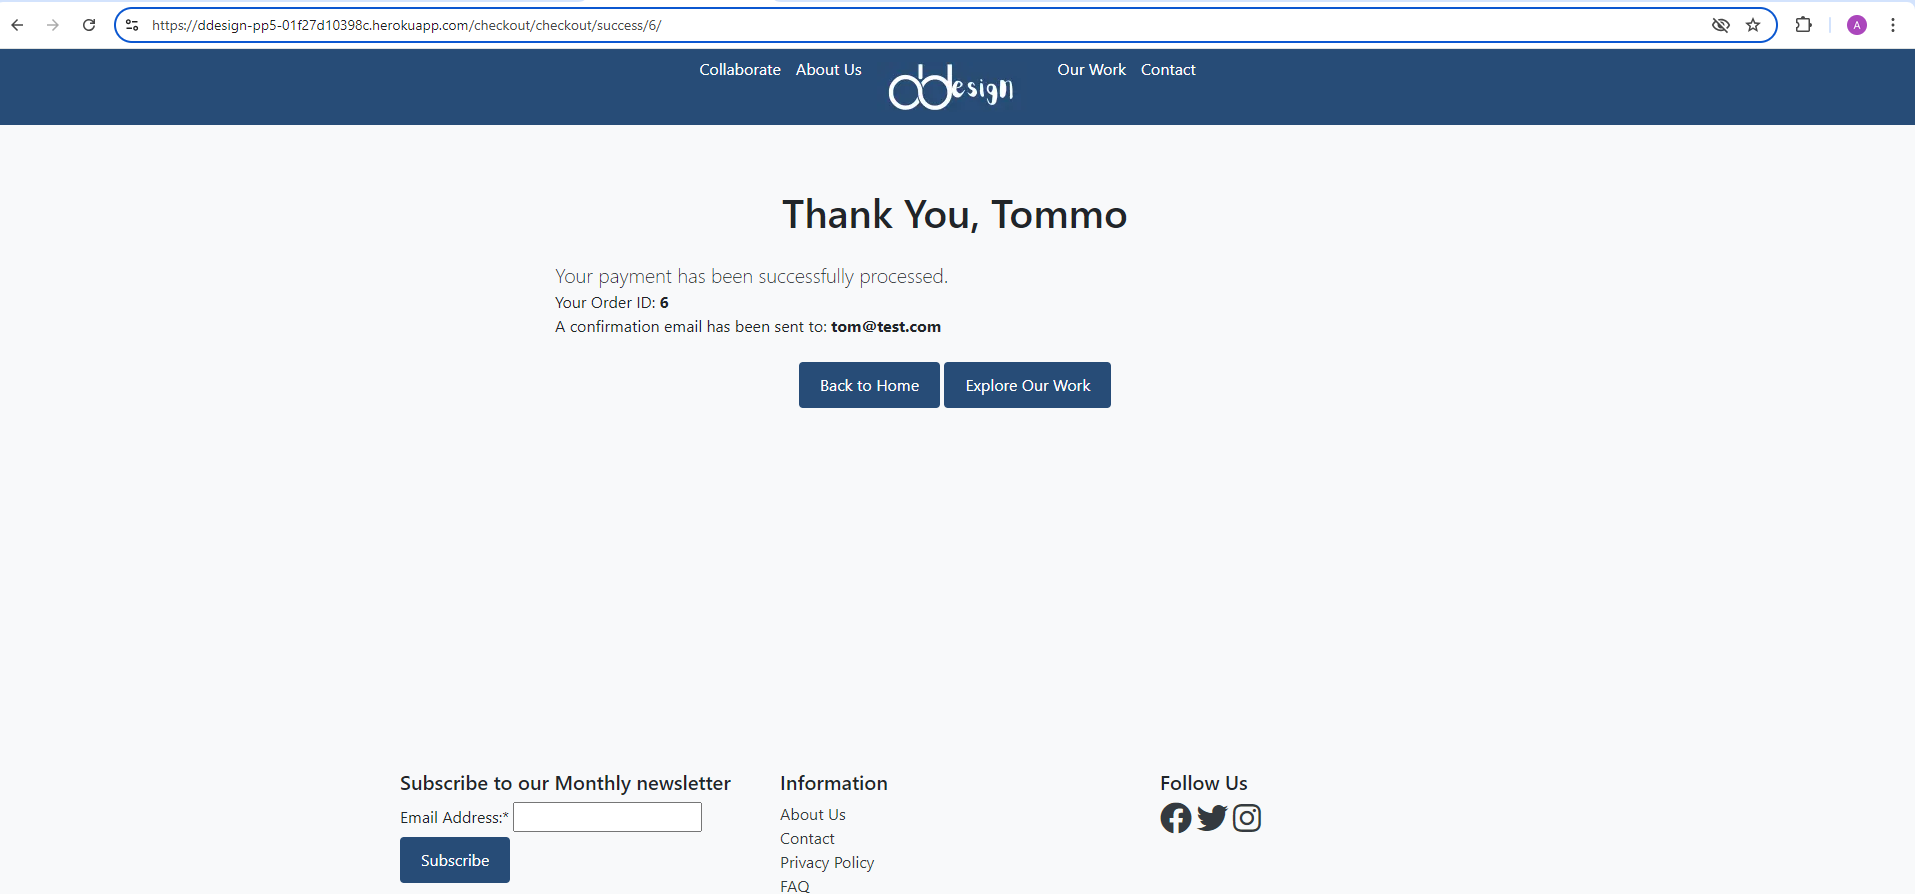 https://ddesign-pp5-01f27d10398c.herokuapp.com/checkout/checkout/success/6/
A
Collaborate About Us dDesign Our Work Contact
Thank You, Tommo
Your payment has been successfully processed.
Your Order ID: 6
A confirmation email has been sent to: tom@test.com
Back to Home Explore Our Work
Subscribe to our Monthly newsletter
Email Address:*
Subscribe
Information
About Us
Contact
Privacy Policy
FAQ
Follow Us